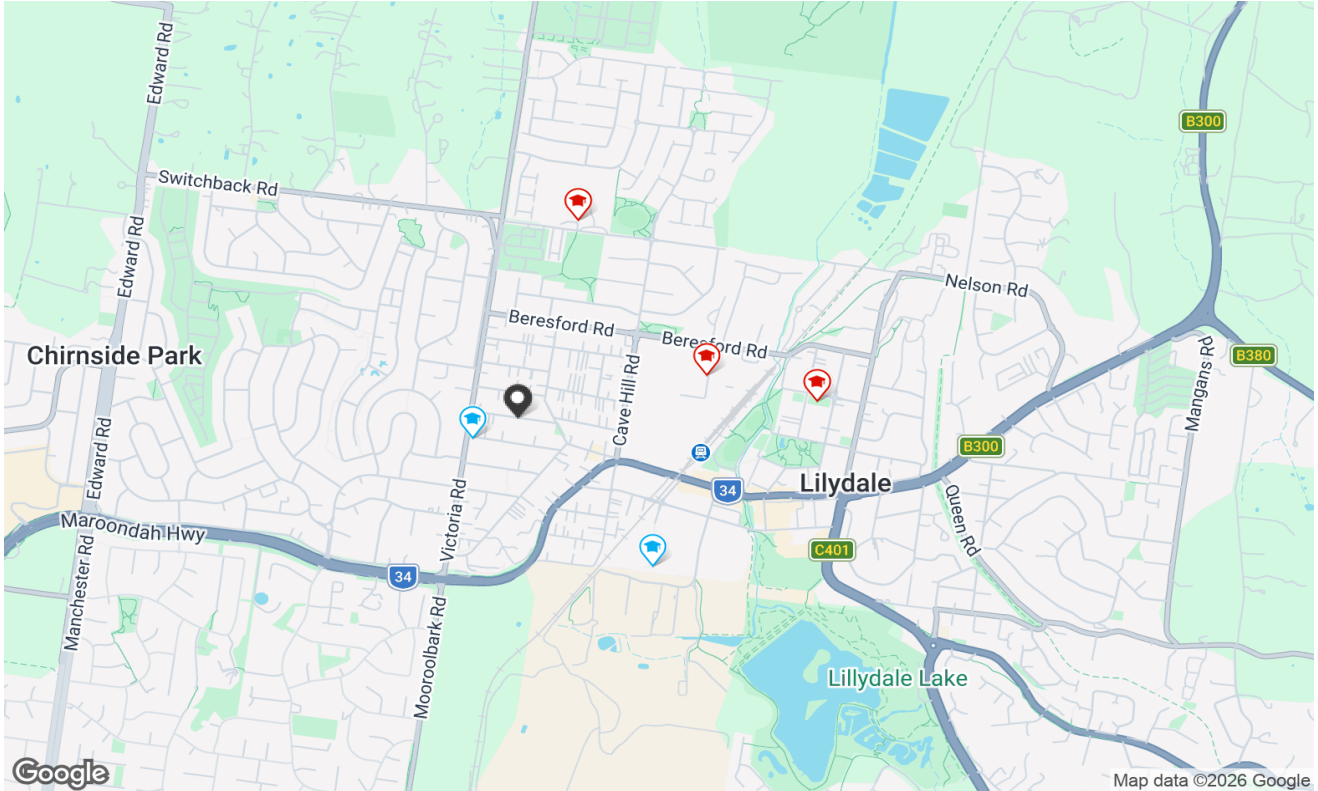 Edward Rd
B300
Switchback Rd
Edward Rd
Nelson Rd
Beresford Rd
Beresford Rd
Chirnside Park
B380
Mangans Rd
Cave Hill Rd
Edward Rd
B300
Lilydale
34
Queen Rd
Victoria Rd
Maroondah Hwy
C401
34
Manchester Rd
Mooroolbark Rd
Lillydale Lake
Google
Map data ©2026 Google